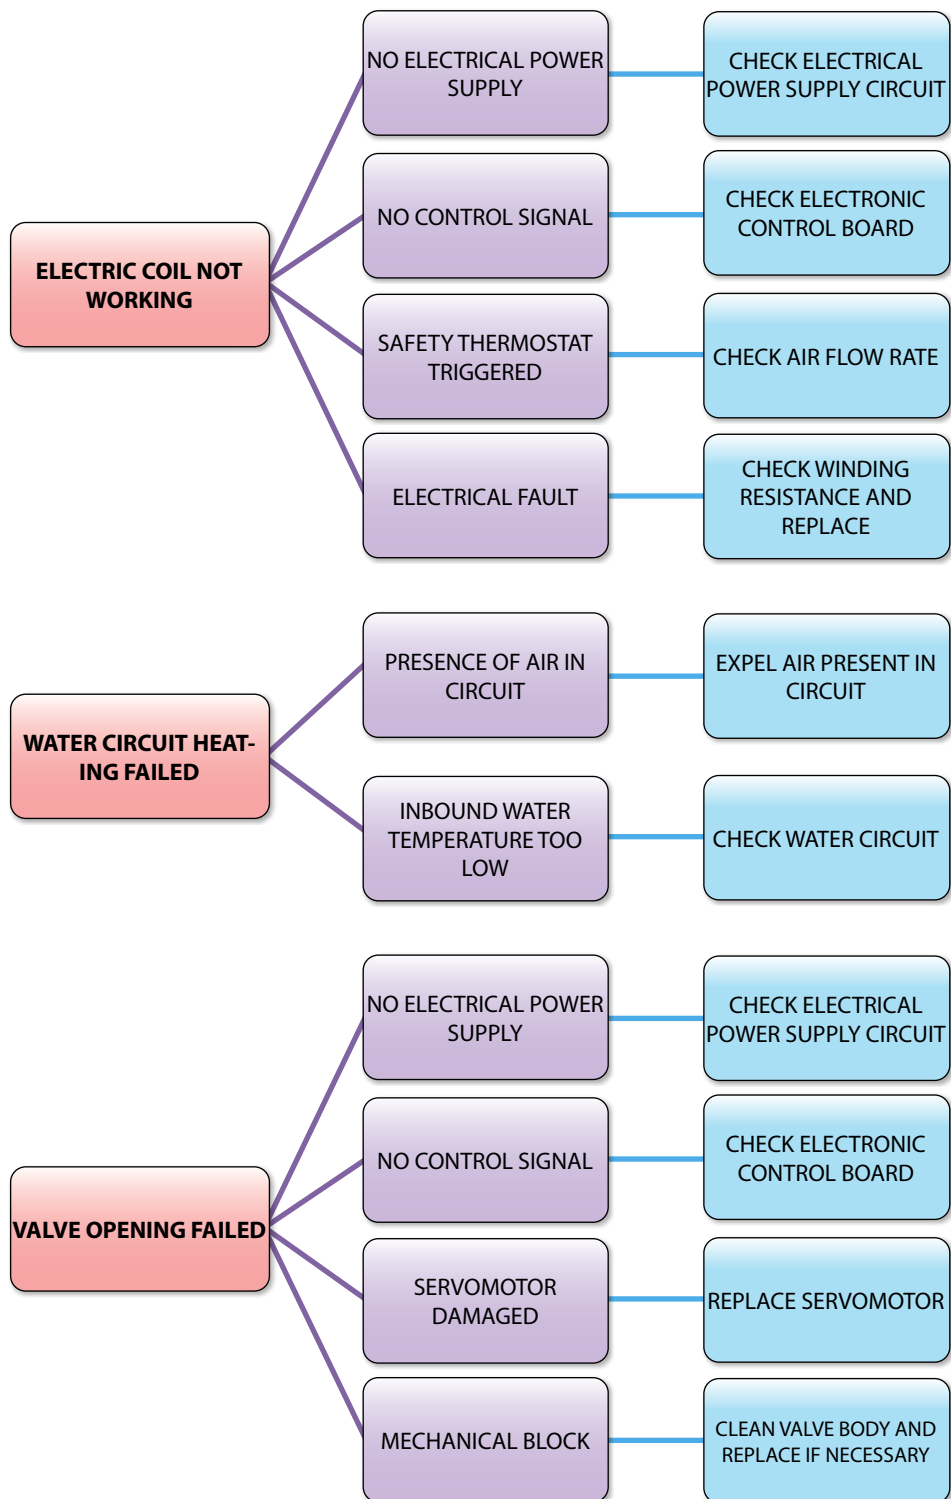 NO ELECTRICAL POWER
SUPPLY
CHECK ELECTRICAL
POWER SUPPLY CIRCUIT
NO CONTROL SIGNAL
CHECK ELECTRONIC
CONTROL BOARD
ELECTRIC COIL NOT
WORKING
SAFETY THERMOSTAT
TRIGGERED
CHECK AIR FLOW RATE
ELECTRICAL FAULT
CHECK WINDING
RESISTANCE AND
REPLACE
PRESENCE OF AIR IN
CIRCUIT
EXPEL AIR PRESENT IN
CIRCUIT
WATER CIRCUIT HEAT-
ING FAILED
INBOUND WATER
TEMPERATURE TOO
LOW
CHECK WATER CIRCUIT
NO ELECTRICAL POWER
SUPPLY
CHECK ELECTRICAL
POWER SUPPLY CIRCUIT
NO CONTROL SIGNAL
CHECK ELECTRONIC
CONTROL BOARD
VALVE OPENING FAILED
SERVOMOTOR
DAMAGED
REPLACE SERVOMOTOR
MECHANICAL BLOCK
CLEAN VALVE BODY AND
REPLACE IF NECESSARY